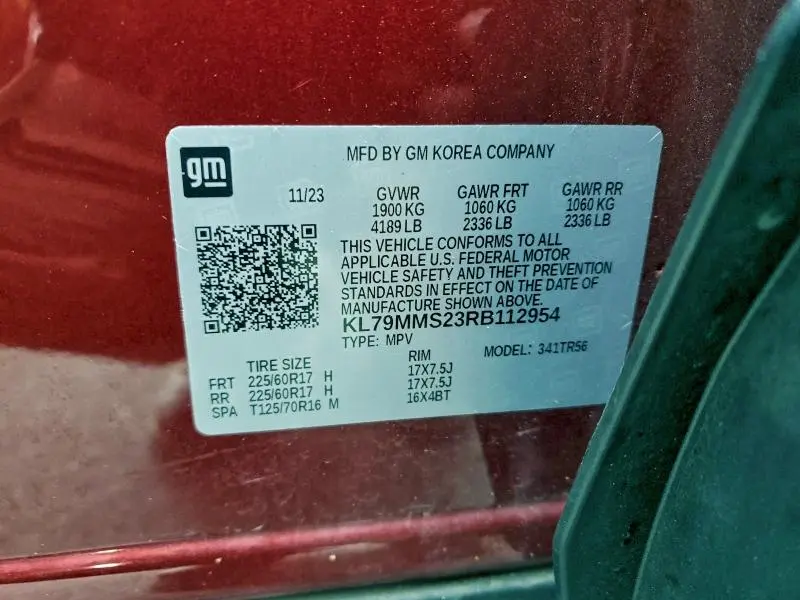 gm
MFD BY GM KOREA COMPANY
11/23 GVWR GAWR FRT GAWR RR
1900 KG 1060 KG 1060 KG
4189 LB 2336 LB 2336 LB
THIS VEHICLE CONFORMS TO ALL
APPLICABLE U.S. FEDERAL MOTOR
VEHICLE SAFETY AND THEFT PREVENTION
STANDARDS IN EFFECT ON THE DATE OF
MANUFACTURE SHOWN ABOVE.
KL79MMS23RB112954
TYPE: MPV MODEL: 341TR56
TIRE SIZE RIM
FRT 225/60R17 H 17X7.5J
RR 225/60R17 H 17X7.5J
SPA T125/70R16 M 16X4BT